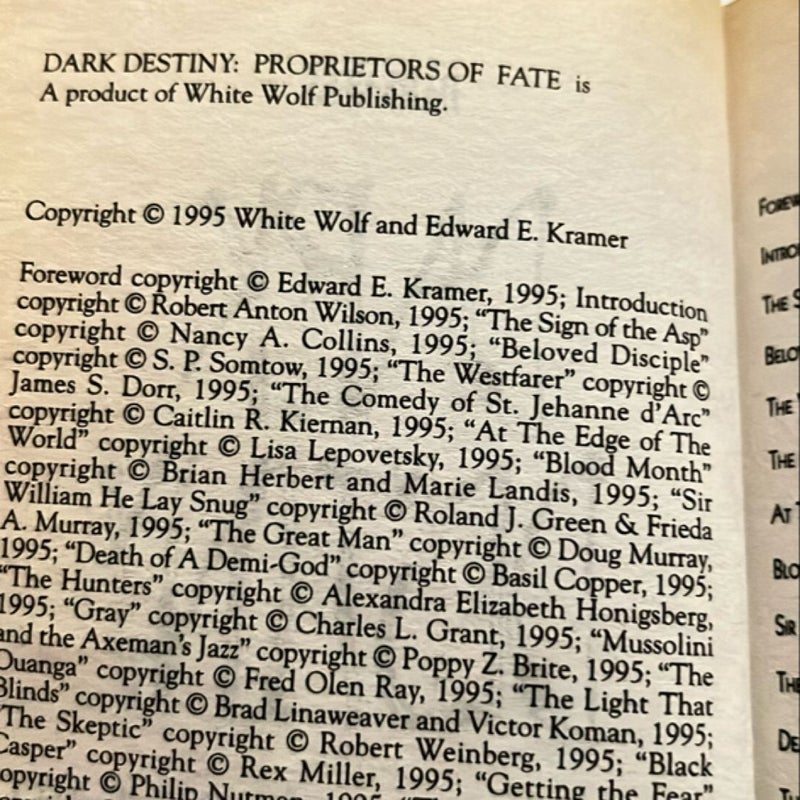 DARK DESTINY: PROPRIETORS OF FATE is
A product of White Wolf Publishing.
Copyright © 1995 White Wolf and Edward E. Kramer
Foreword copyright © Edward E. Kramer, 1995; Introduction
copyright © Robert Anton Wilson, 1995; “The Sign of the Asp”
copyright © Nancy A. Collins, 1995; “Beloved Disciple”
copyright © S. P. Somtow, 1995; “The Westfarer” copyright ©
James S. Dorr, 1995; “The Comedy of St. Jehanne d’Arc”
copyright © Caitlin R. Kiernan, 1995; “At The Edge of The
World” copyright © Lisa Lepovetsky, 1995; “Blood Month”
copyright © Brian Herbert and Marie Landis, 1995; “Sir
William He Lay Snug” copyright © Roland J. Green & Frieda
A. Murray, 1995; “The Great Man” copyright © Doug Murray,
1995; “Death of A Demi-God” copyright © Basil Copper, 1995;
“The Hunters” copyright © Alexandra Elizabeth Honigsberg,
1995; “Gray” copyright © Charles L. Grant, 1995; “Mussolini
and the Axeman’s Jazz” copyright © Poppy Z. Brite, 1995; “The
Ouanga” copyright © Fred Olen Ray, 1995; “The Light That
Blinds” copyright © Brad Linaweaver and Victor Koman, 1995;
“The Skeptic” copyright © Robert Weinberg, 1995; “Black
Casper” copyright © Rex Miller, 1995; “Getting the Fear”
copyright © Philip Nutman, 1995;
THE
THE
THE
AT
SIR